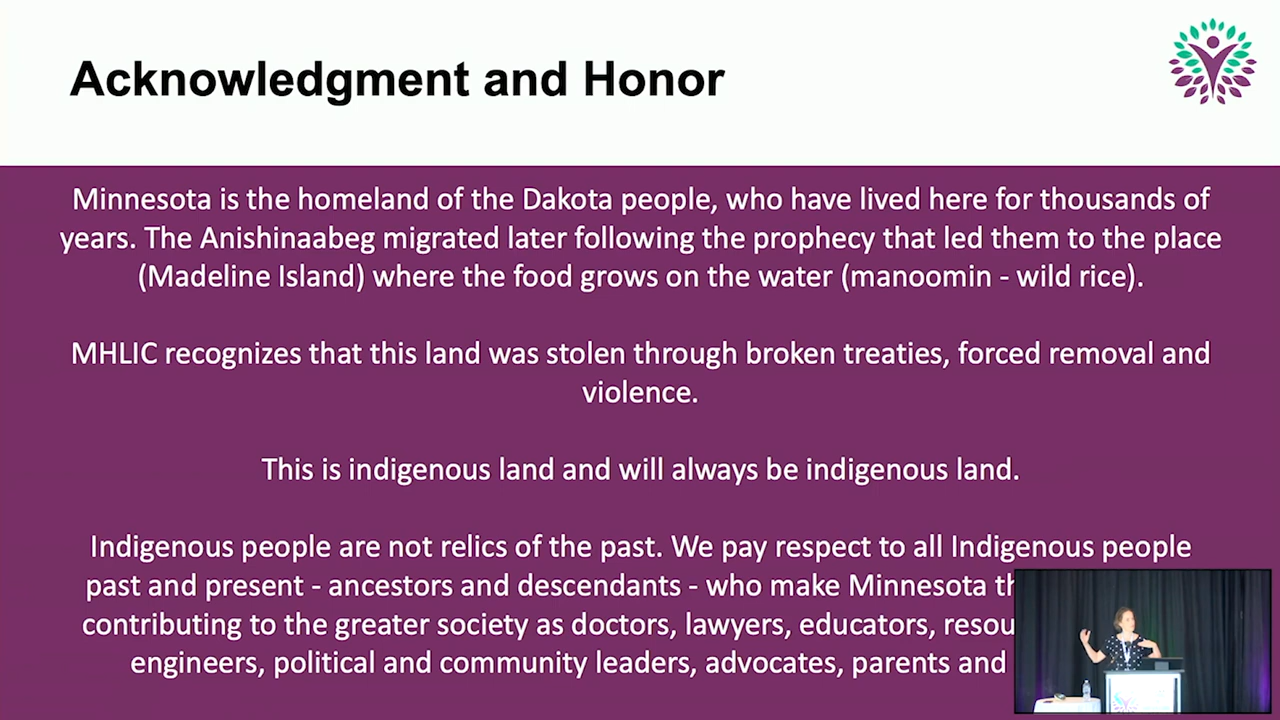 Acknowledgment and Honor
Minnesota is the homeland of the Dakota people, who have lived here for thousands of
years. The Anishinaabeg migrated later following the prophecy that led them to the place
(Madeline Island) where the food grows on the water (manoomin - wild rice).
MHLIC recognizes that this land was stolen through broken treaties, forced removal and
violence.
This is indigenous land and will always be indigenous land.
Indigenous people are not relics of the past. We pay respect to all Indigenous people
past and present - ancestors and descendants - who make Minnesota
contributing to the greater society as doctors, lawyers, educators,
engineers, political and community leaders, advocates, parents and